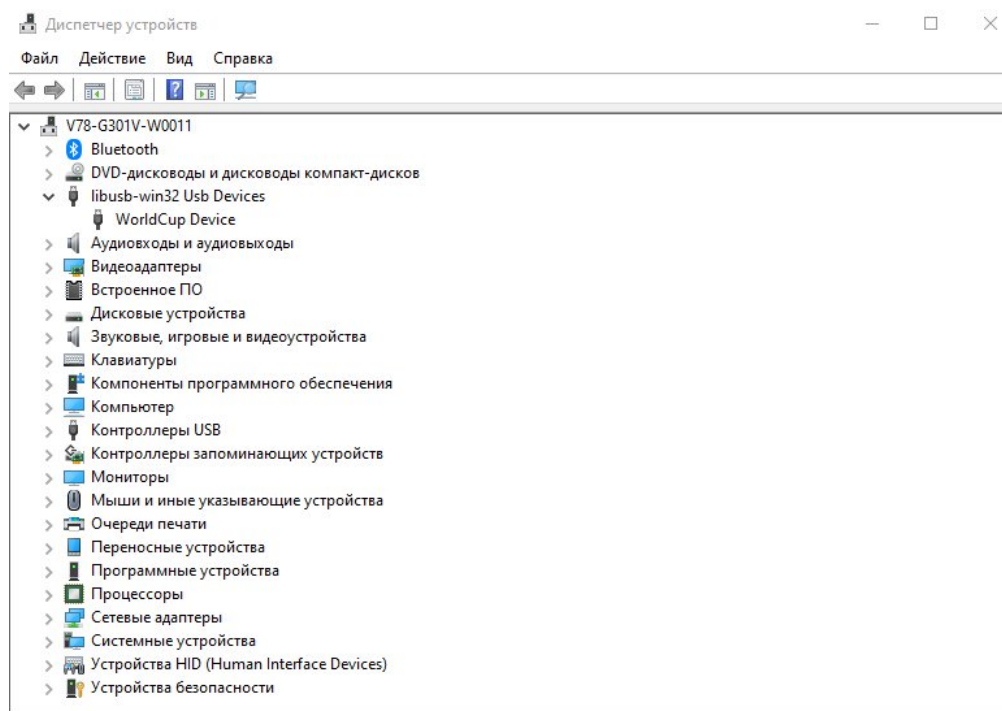 Диспетчер устройств
Файл Действие Вид Справка
V78-G301V-W0011
Bluetooth
DVD-дисководы и дисководы компакт-дисков
libusb-win32 Usb Devices
WorldCup Device
Аудиовходы и аудиовыходы
Видеоадаптеры
Встроенное ПО
Дисковые устройства
Звуковые, игровые и видеоустройства
Клавиатуры
Компоненты программного обеспечения
Компьютер
Контроллеры USB
Контроллеры запоминающих устройств
Мониторы
Мыши и иные указывающие устройства
Очереди печати
Переносные устройства
Программные устройства
Процессоры
Сетевые адаптеры
Системные устройства
Устройства HID (Human Interface Devices)
Устройства безопасности